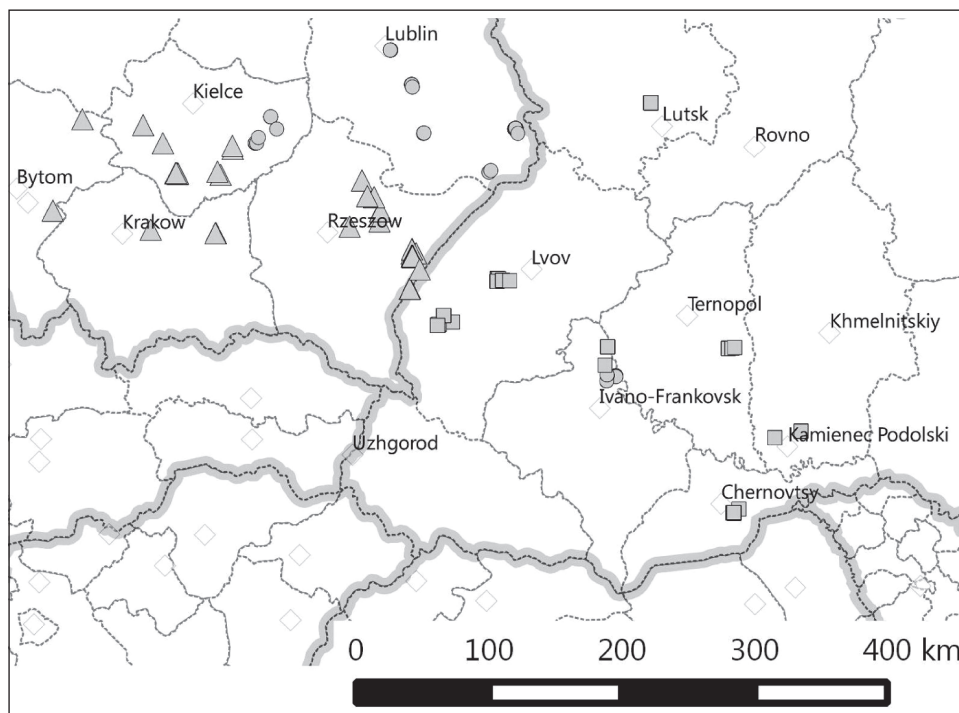 Lublin
Kielce
Lutsk
Rovno
Bytom
Krakow
Rzeszow
Lvov
Ternopol
Khmelnitskiy
Ivano-Frankovsk
Kamienec Podolski
Uzhgorod
Chernovtsy
0 100 200 300 400 km